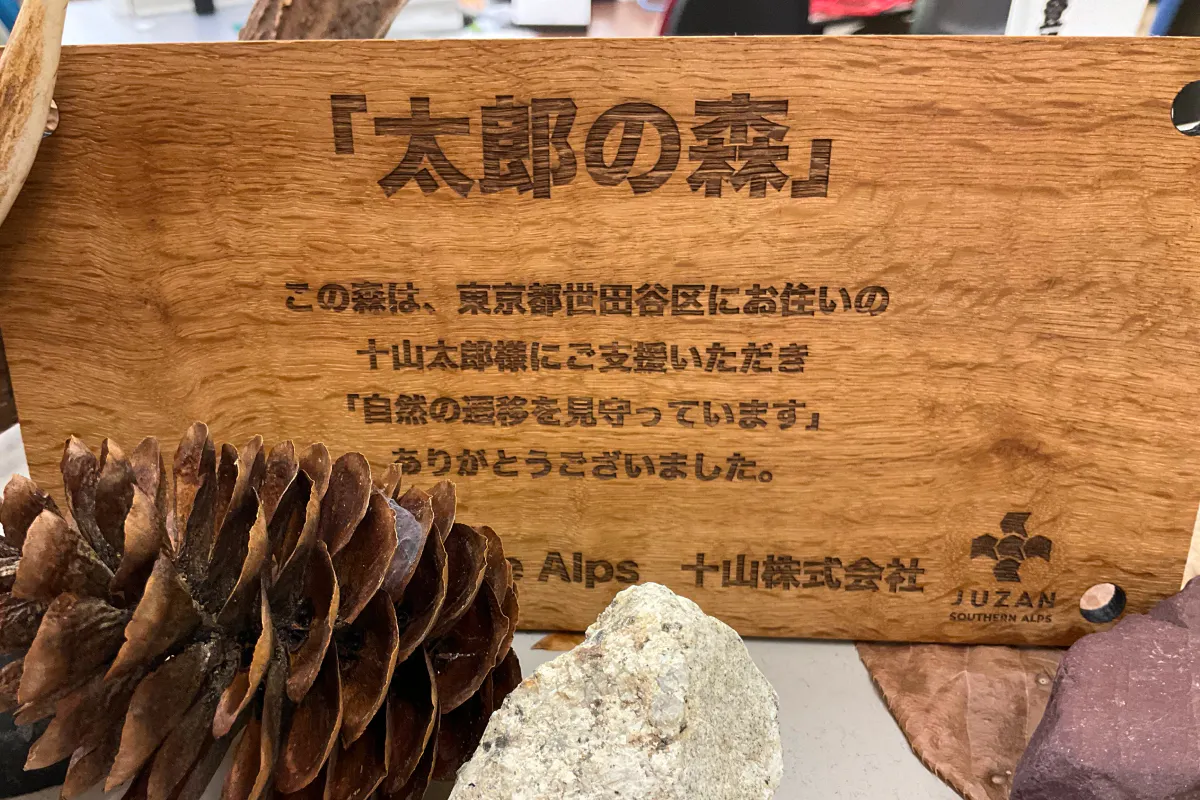 「太郎の森」
この森は、東京都世田谷区にお住いの
十山太郎様にご支援いただき
「自然の遷移を見守っています」
ありがとうございました。
Alps 十山株式会社
JUZAN
SOUTHERN ALPS